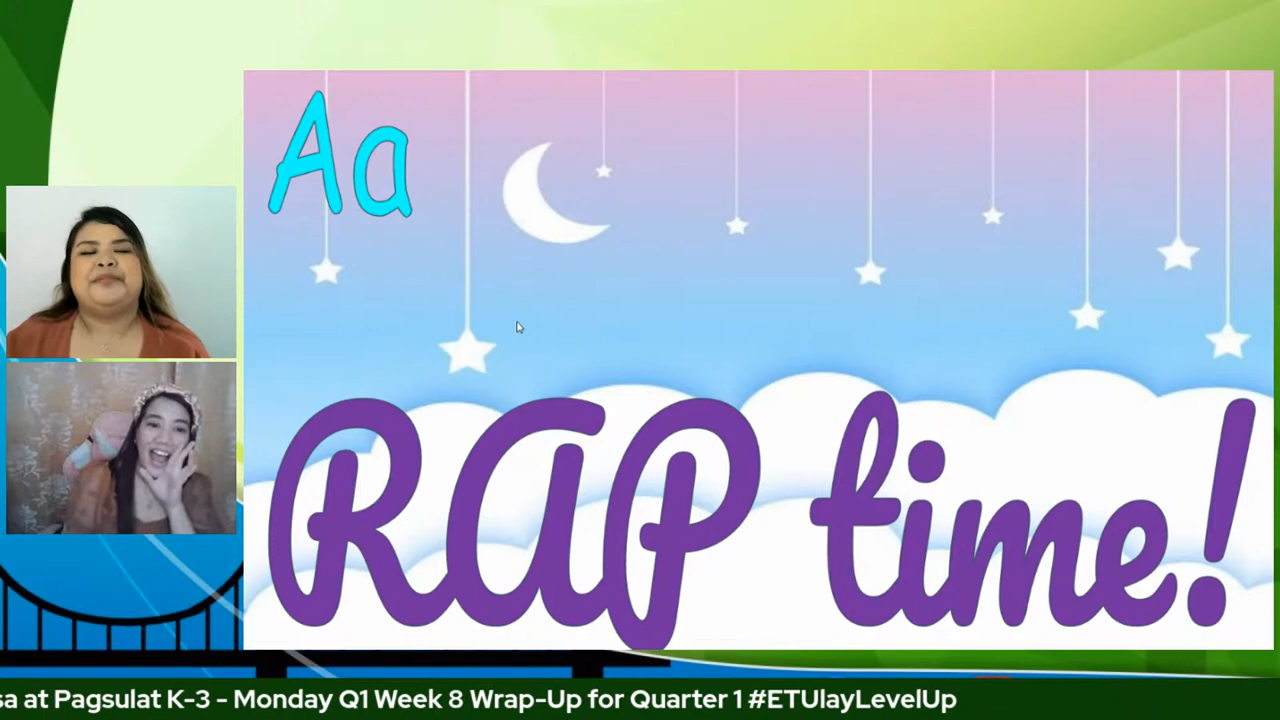 Aa
RAP time!
sa at Pagsulat K-3 - Monday Q1 Week 8 Wrap-Up for Quarter 1 #ETUlayLevelUp